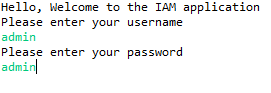 Hello, Welcome to the IAM application
Please enter your username
admin
Please enter your password
admin